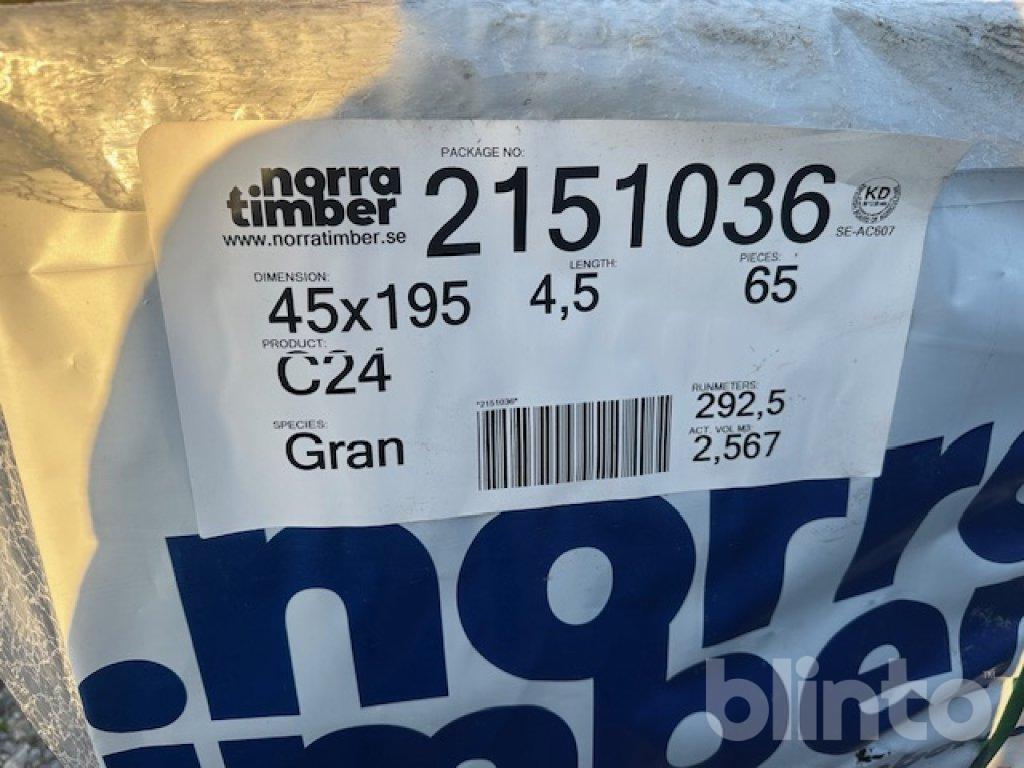 PACKAGE NO:
norra
timber
www.norratimber.se
2151036
KD
SE-AC607
DIMENSION:
45x195
LENGTH:
4,5
PIECES:
65
PRODUCT:
C24
SPECIES:
Gran
*2151036*
RUNMETERS:
292,5
ACT. VOL M3:
2,567
norra
timber
blinto